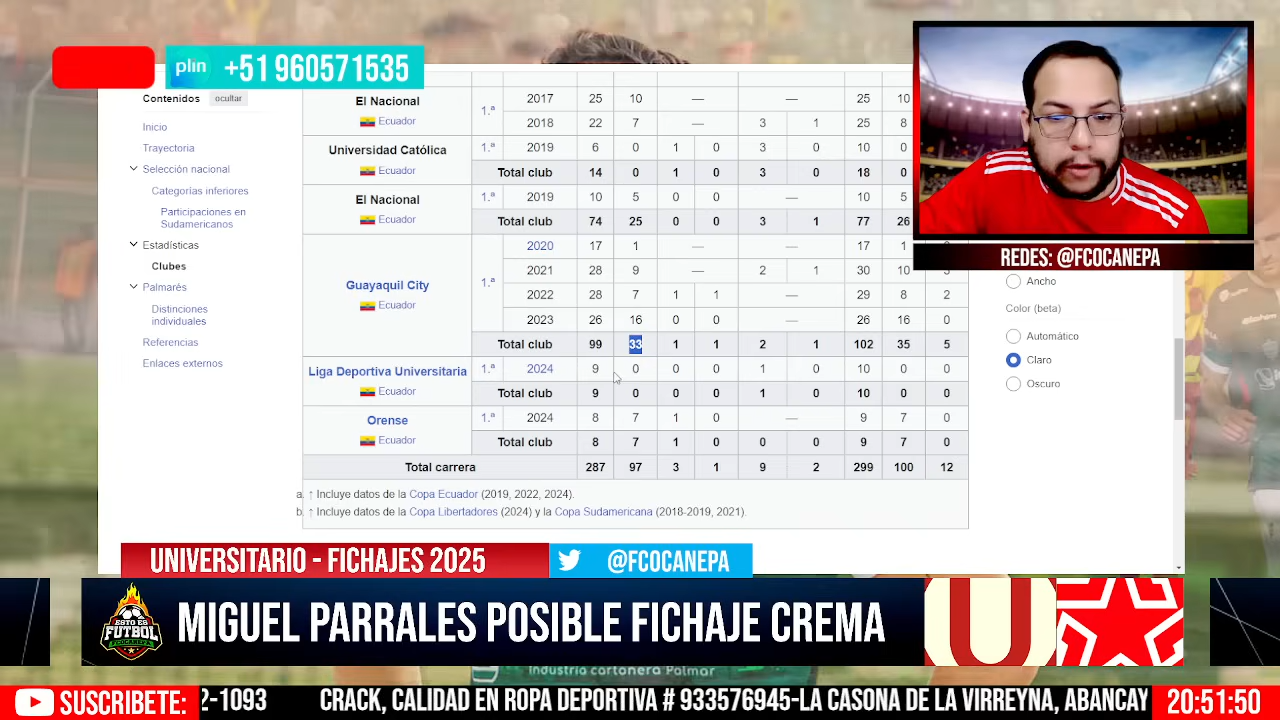 plin +51 960571535
Contenidos ocultar
Inicio
Trayectoria
Selección nacional
Categorías inferiores
Participaciones en
Sudamericanos
Estadísticas
Clubes
Palmarés
Distinciones
individuales
Referencias
Enlaces externos
El Nacional
Ecuador
1.ª
2017 25 10 — — 25 10
2018 22 7 — 3 1 25 8
Universidad Católica
Ecuador
1.ª 2019 6 0 1 0 3 0 10 0
Total club 14 0 1 0 3 0 18 0
El Nacional
Ecuador
1.ª 2019 10 5 0 0 — 10 5
Total club 74 25 0 0 3 1 77 26
Guayaquil City
Ecuador
1.ª
2020 17 1 — — 17 1
2021 28 9 — 2 1 30 10
2022 28 7 1 1 — 29 8 2
2023 26 16 0 0 — 26 16 0
Total club 99 33 1 1 2 1 102 35 5
Liga Deportiva Universitaria
Ecuador
1.ª 2024 9 0 0 0 1 0 10 0 0
Total club 9 0 0 0 1 0 10 0 0
Orense
Ecuador
1.ª 2024 8 7 1 0 — 9 7 0
Total club 8 7 1 0 0 0 9 7 0
Total carrera 287 97 3 1 9 2 299 100 12
a. ↑ Incluye datos de la Copa Ecuador (2019, 2022, 2024).
b. ↑ Incluye datos de la Copa Libertadores (2024) y la Copa Sudamericana (2018-2019, 2021).
REDES: @FCOCANEPA
Ancho
Color (beta)
Automático
Claro
Oscuro
UNIVERSITARIO - FICHAJES 2025
@FCOCANEPA
ESTO ES
FUTBOL
FCOCANEPA
MIGUEL PARRALES POSIBLE FICHAJE CREMA
U
Industria cartonera Palmar
SUSCRIBETE:
2-1093 CRACK, CALIDAD EN ROPA DEPORTIVA # 933576945-LA CASONA DE LA VIRREYNA, ABANCAY
20:51:50